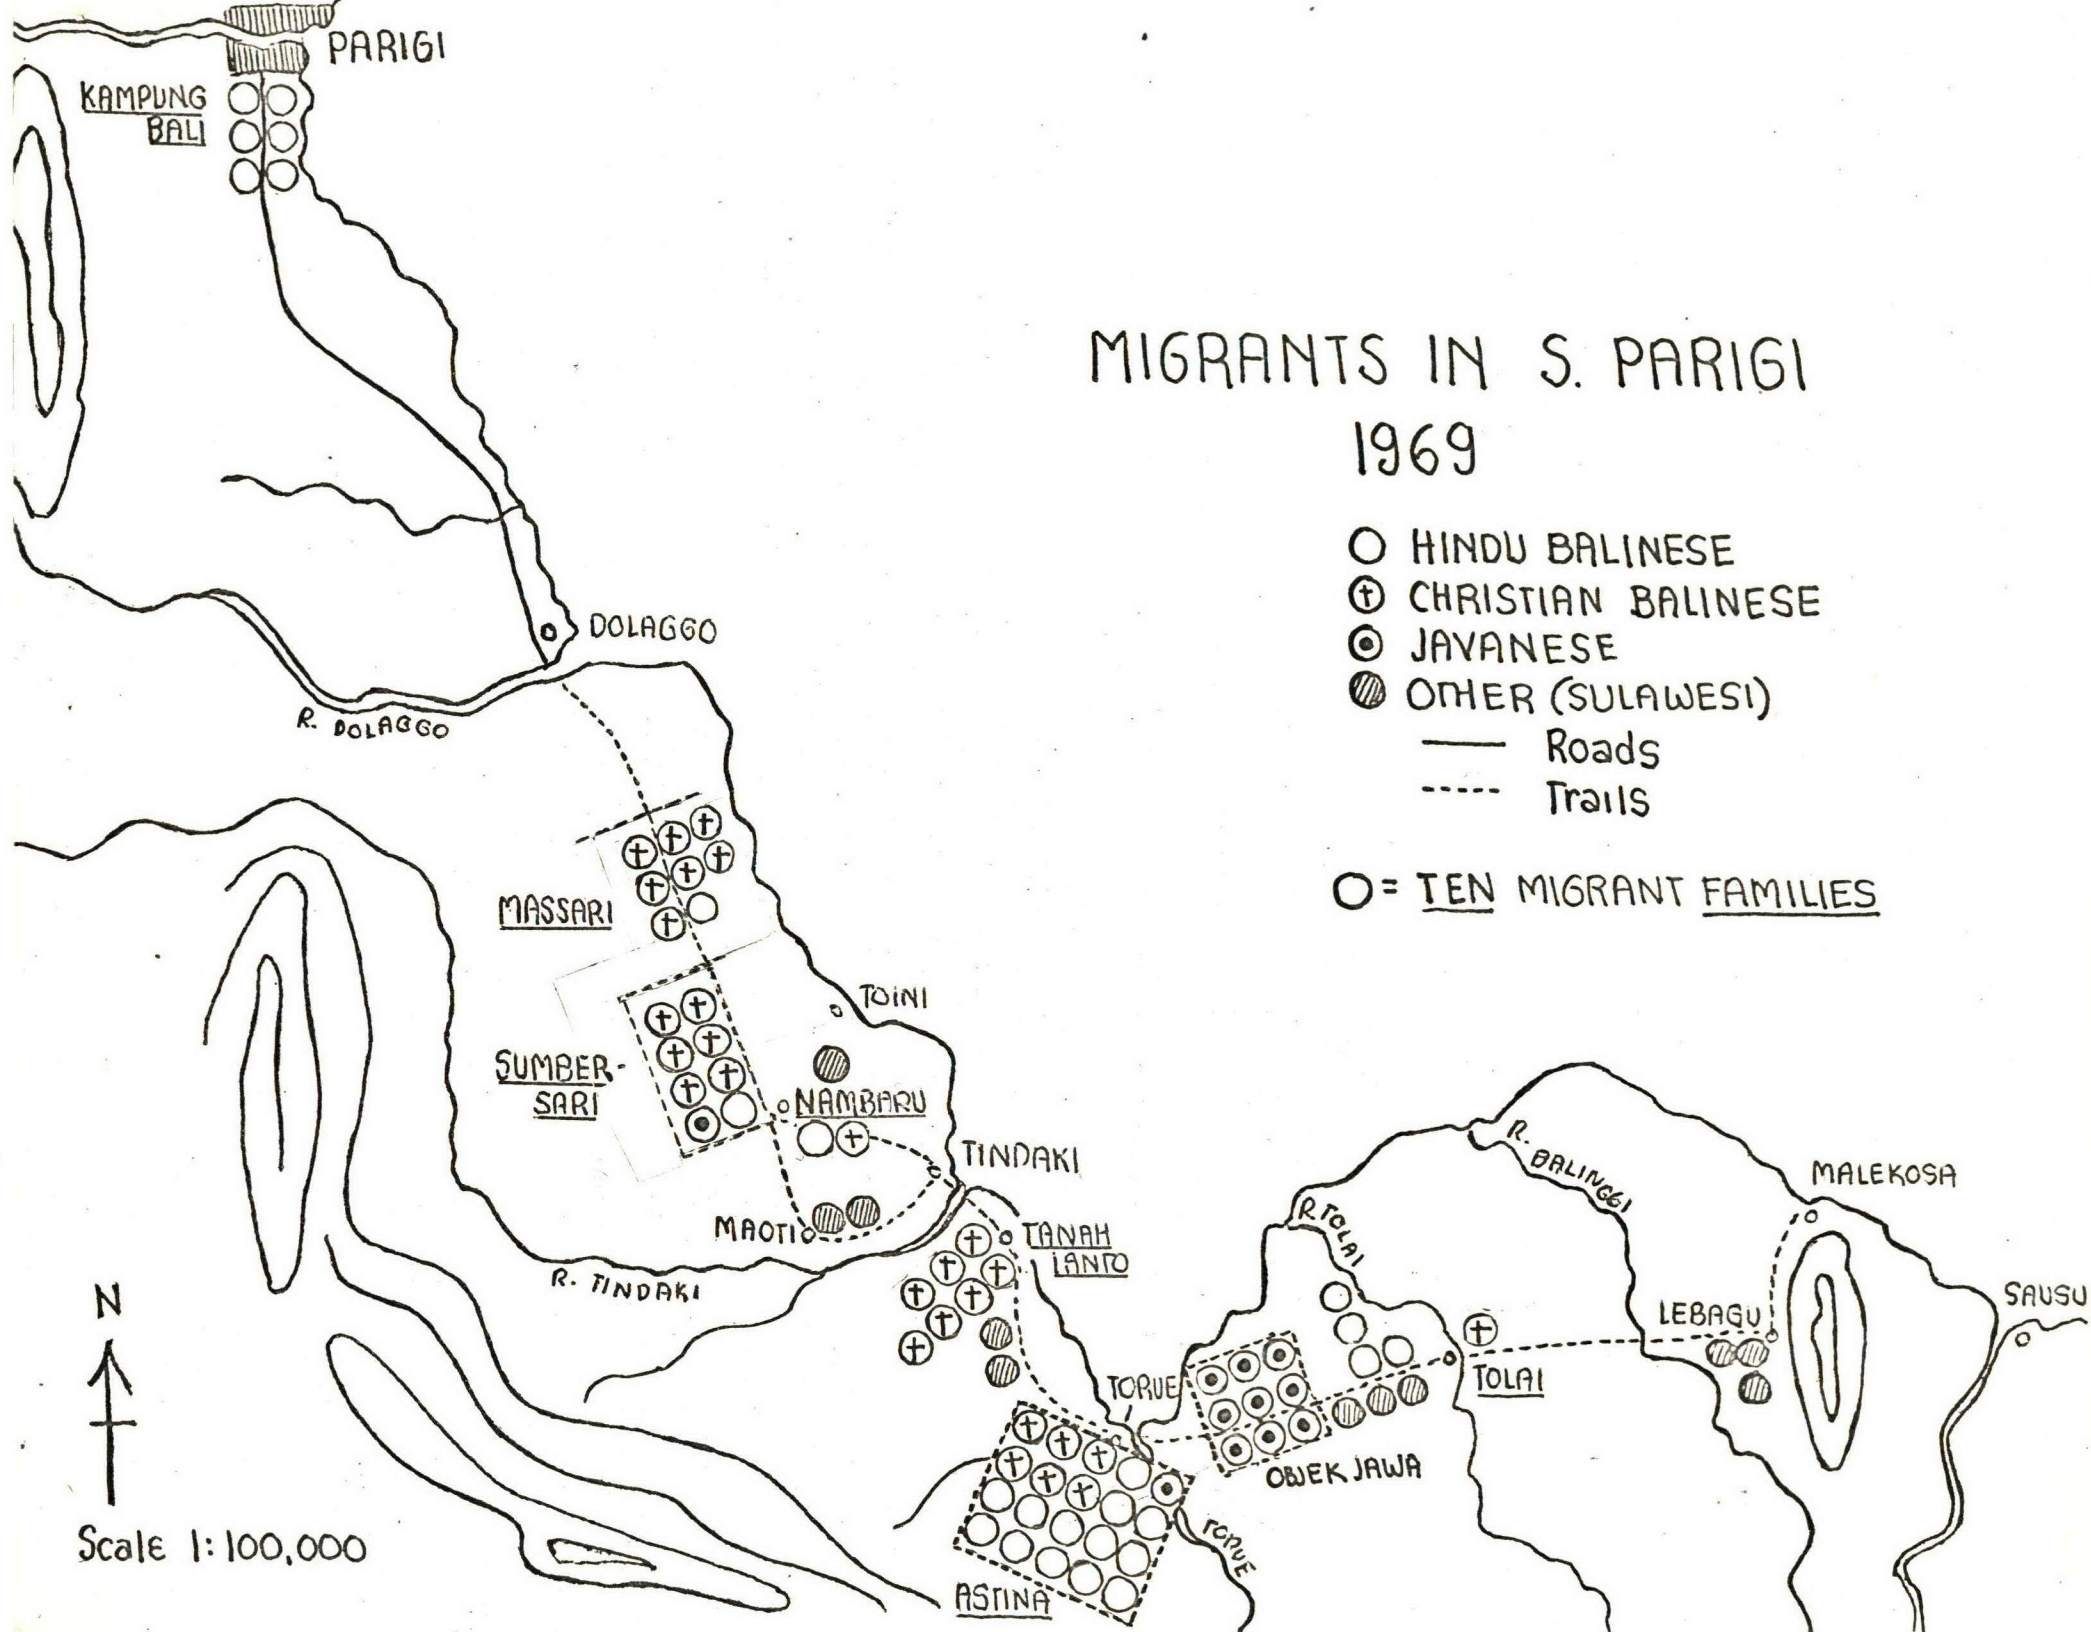 PARIGI
KAMPUNG
BALI
MIGRANTS IN S. PARIGI
1969
HINDU BALINESE
CHRISTIAN BALINESE
JAVANESE
OTHER (SULAWESI)
Roads
Trails
O = TEN MIGRANT FAMILIES
DOLAGGO
R. DOLAGGO
MASSARI
TOINI
SUMBER-
SARI
NAMBARU
TINDAKI
MAOTI
TANAH
LANTO
R. TINDAKI
R.
BALINGGI
MALEKOSA
R TOLAI
SAUSU
LEBAGU
TOLAI
TORUE
OBJEK JAWA
TORUE
ASTINA
N
Scale 1:100,000